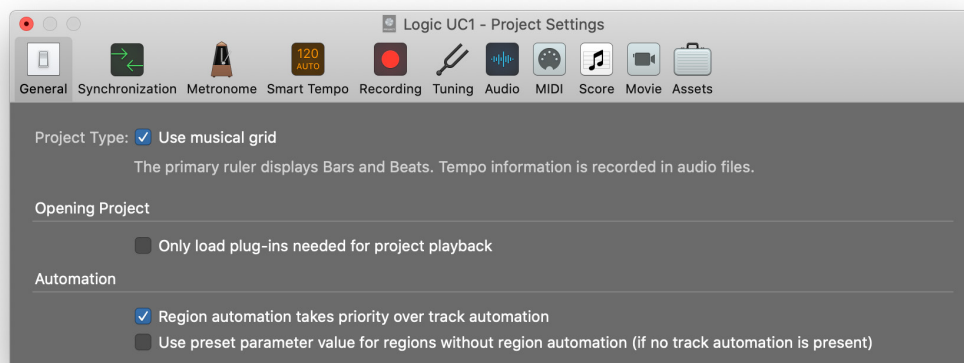 Logic UC1 - Project Settings
120
AUTO
General Synchronization Metronome Smart Tempo Recording Tuning Audio MIDI Score Movie Assets
Project Type: Use musical grid
The primary ruler displays Bars and Beats. Tempo information is recorded in audio files.
Opening Project
Only load plug-ins needed for project playback
Automation
Region automation takes priority over track automation
Use preset parameter value for regions without region automation (if no track automation is present)